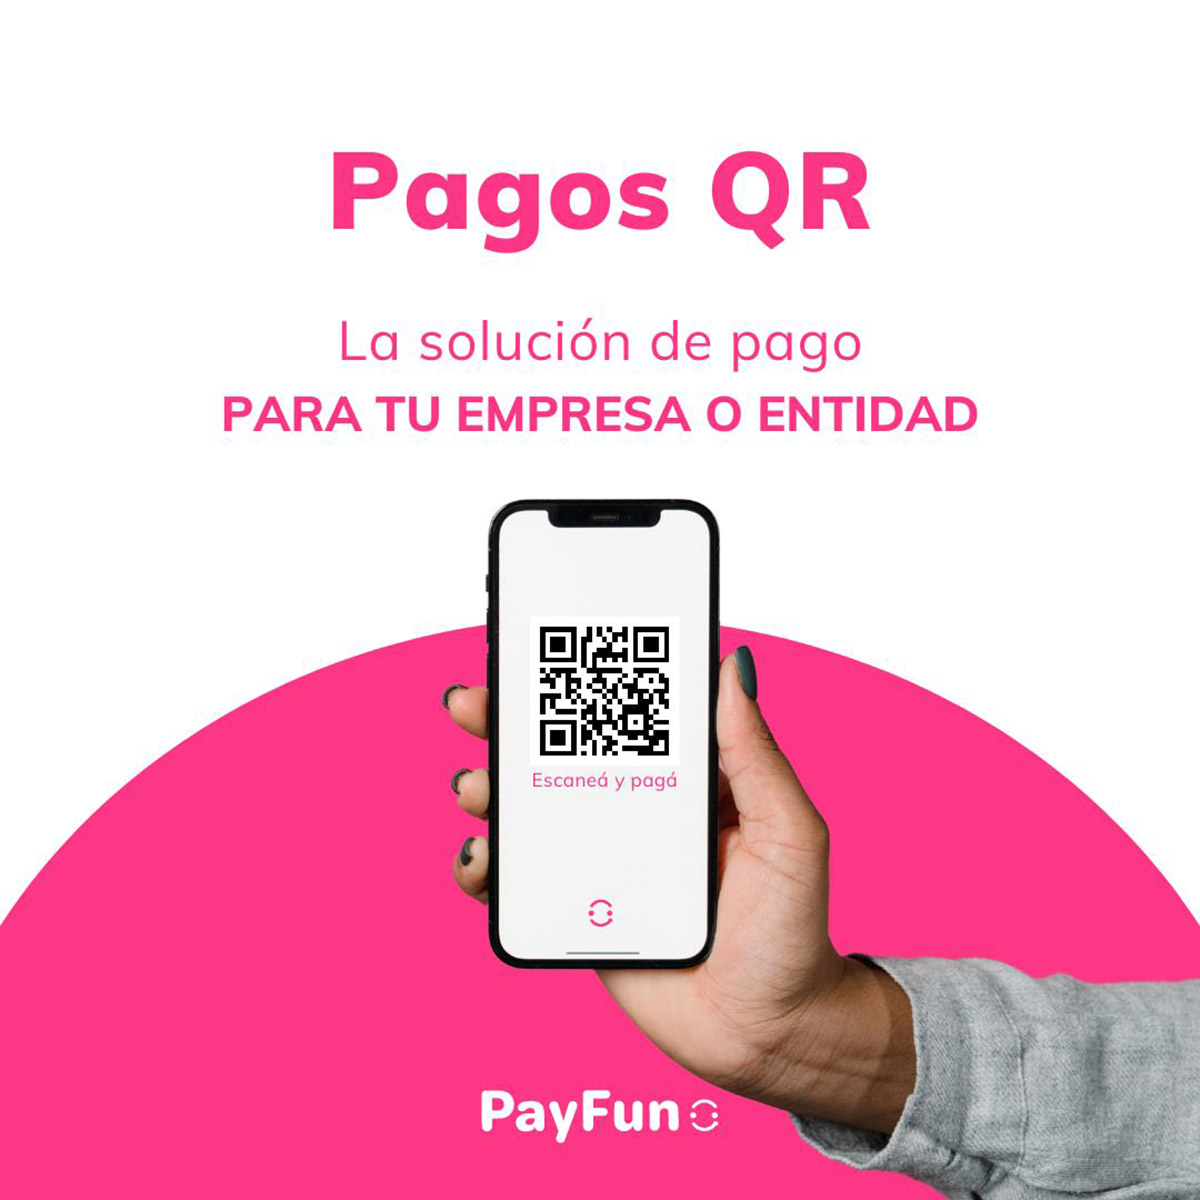 Pagos QR
La solución de pago
PARA TU EMPRESA O ENTIDAD
Escaneá y pagá
PayFun